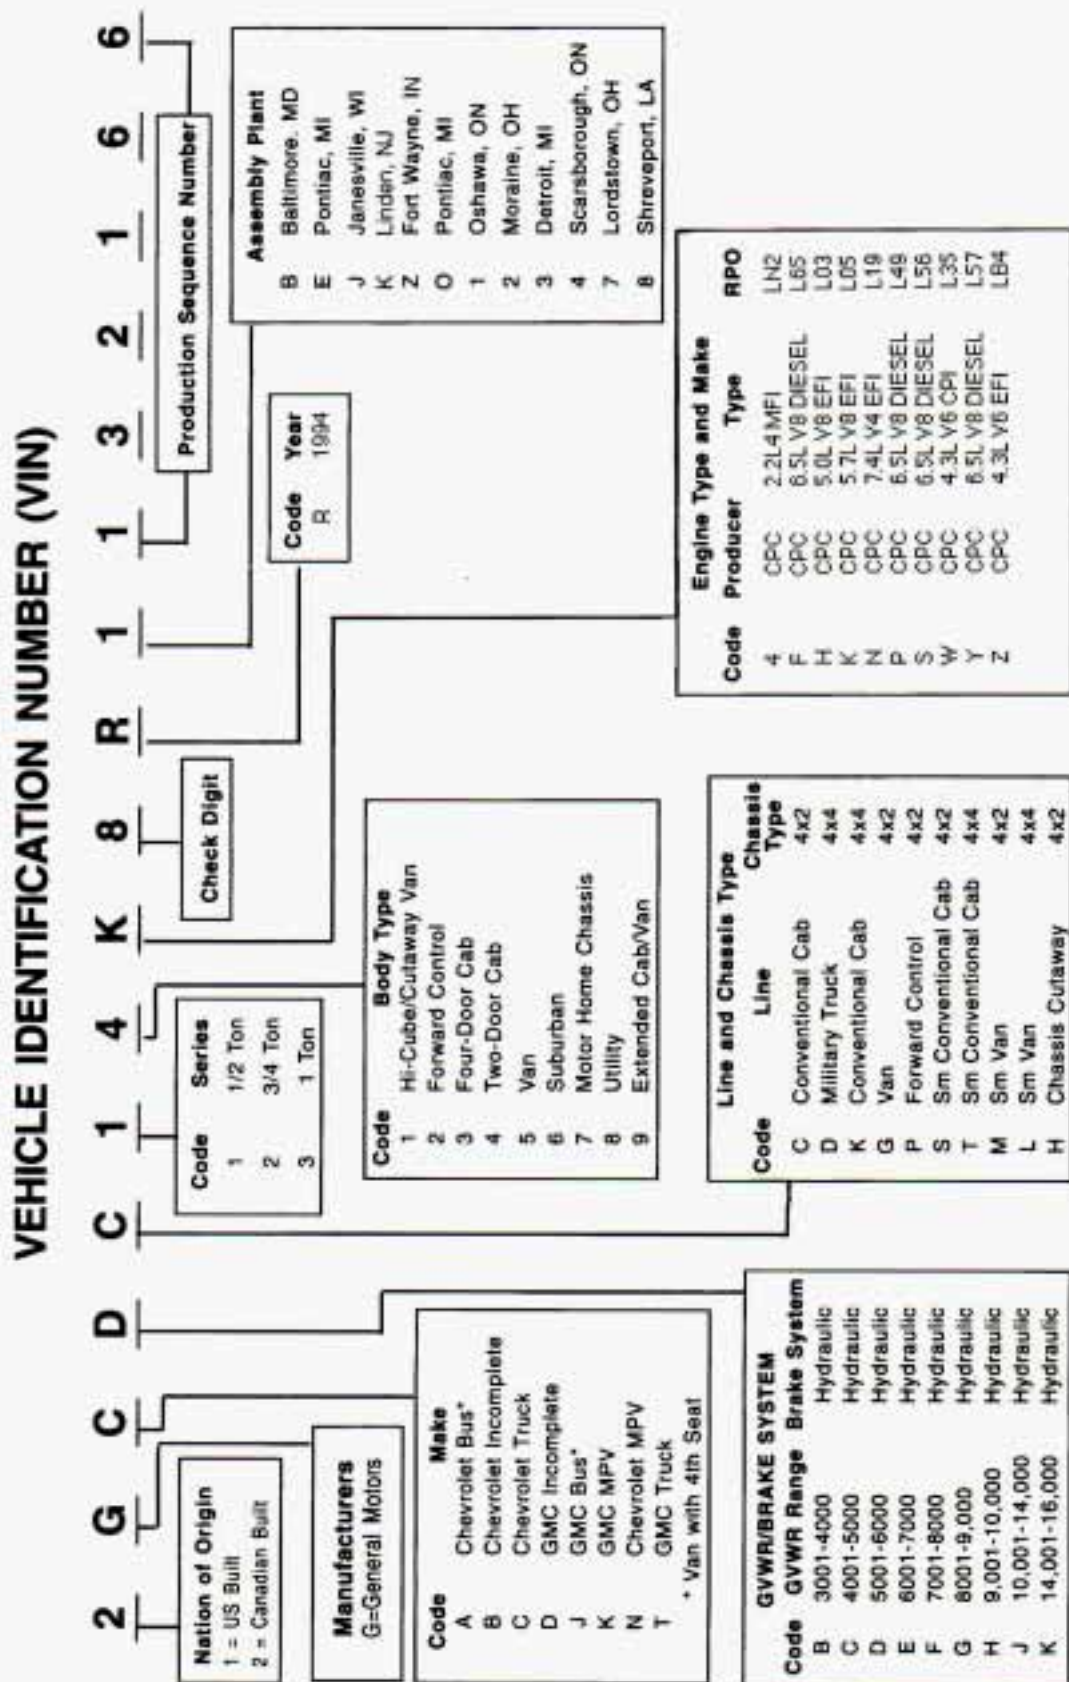 VEHICLE IDENTIFICATION NUMBER (VIN)
2 G C D C 1 4 K 8 R 1 1 3 2 1 6 6
Nation of Origin
1 = US Built
2 = Canadian Built
Manufacturers
G=General Motors
Code Make
A Chevrolet Bus*
B Chevrolet Incomplete
C Chevrolet Truck
D GMC Incomplete
J GMC Bus*
K GMC MPV
N Chevrolet MPV
T GMC Truck
* Van with 4th Seat
GVWR/BRAKE SYSTEM
Code GVWR Range Brake System
B 3001-4000 Hydraulic
C 4001-5000 Hydraulic
D 5001-6000 Hydraulic
E 6001-7000 Hydraulic
F 7001-8000 Hydraulic
G 8001-9,000 Hydraulic
H 9,001-10,000 Hydraulic
J 10,001-14,000 Hydraulic
K 14,001-16,000 Hydraulic
Code Series
1 1/2 Ton
2 3/4 Ton
3 1 Ton
Code Body Type
1 Hi-Cube/Cutaway Van
2 Forward Control
3 Four-Door Cab
4 Two-Door Cab
5 Van
6 Suburban
7 Motor Home Chassis
8 Utility
9 Extended Cab/Van
Line and Chassis Type
Code Line Chassis Type
C Conventional Cab 4x2
D Military Truck 4x4
K Conventional Cab 4x4
G Van 4x2
P Forward Control 4x2
S Sm Conventional Cab 4x2
T Sm Conventional Cab 4x4
M Sm Van 4x2
L Sm Van 4x4
H Chassis Cutaway 4x2
Check Digit
Code Year
R 1994
Production Sequence Number
Assembly Plant
B Baltimore. MD
E Pontiac, MI
J Janesville, WI
K Linden, NJ
Z Fort Wayne, IN
O Pontiac, MI
1 Oshawa, ON
2 Moraine, OH
3 Detroit, MI
4 Scarsborough, ON
7 Lordstown, OH
8 Shreveport, LA
Engine Type and Make
Code Producer Type RPO
4 CPC 2.2L4 MFI LN2
F CPC 6.5L V8 DIESEL L65
H CPC 5.0L V8 EFI L03
K CPC 5.7L V8 EFI L05
N CPC 7.4L V4 EFI L19
P CPC 6.5L V8 DIESEL L49
S CPC 6.5L V8 DIESEL L56
W CPC 4.3L V6 CPI L35
Y CPC 6.5L V8 DIESEL L57
Z CPC 4.3L V6 EFI LB4